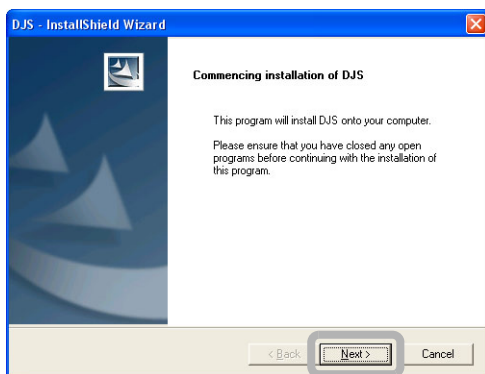 DJS - InstallShield Wizard
Commencing installation of DJS
This program will install DJS onto your computer.
Please ensure that you have closed any open
programs before continuing with the installation of
this program.
< Back
Next >
Cancel